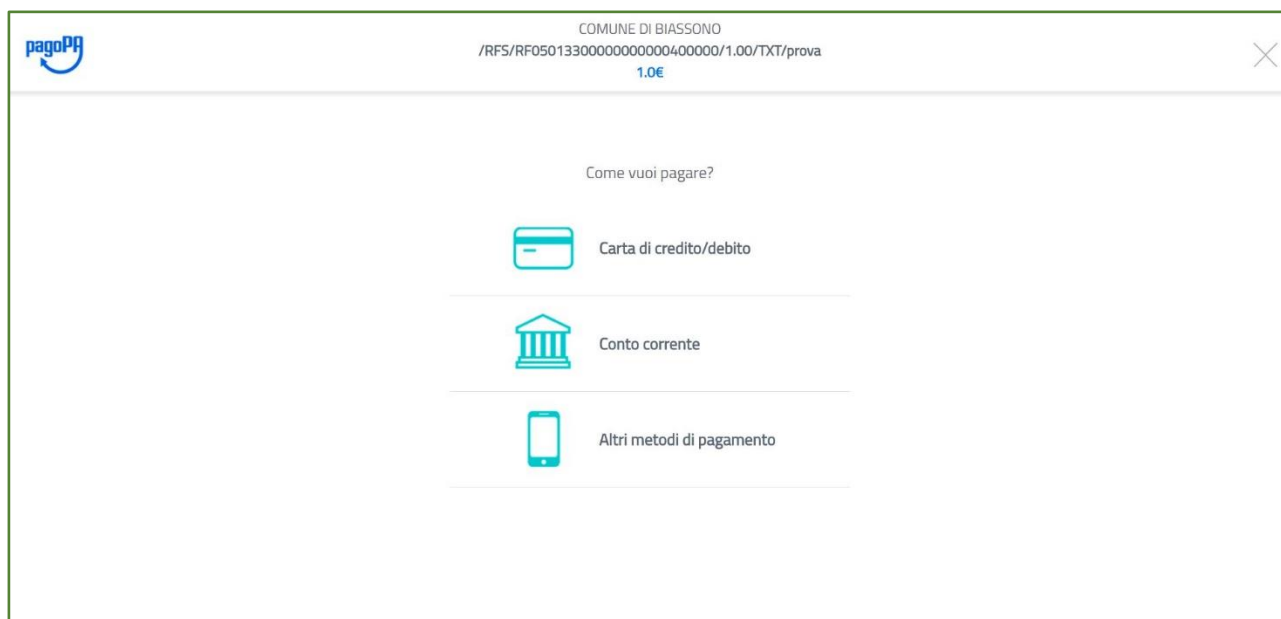 pagoPA
COMUNE DI BIASSONO
/RFS/RF05013300000000000400000/1.00/TXT/prova
1.0€
Come vuoi pagare?
Carta di credito/debito
Conto corrente
Altri metodi di pagamento